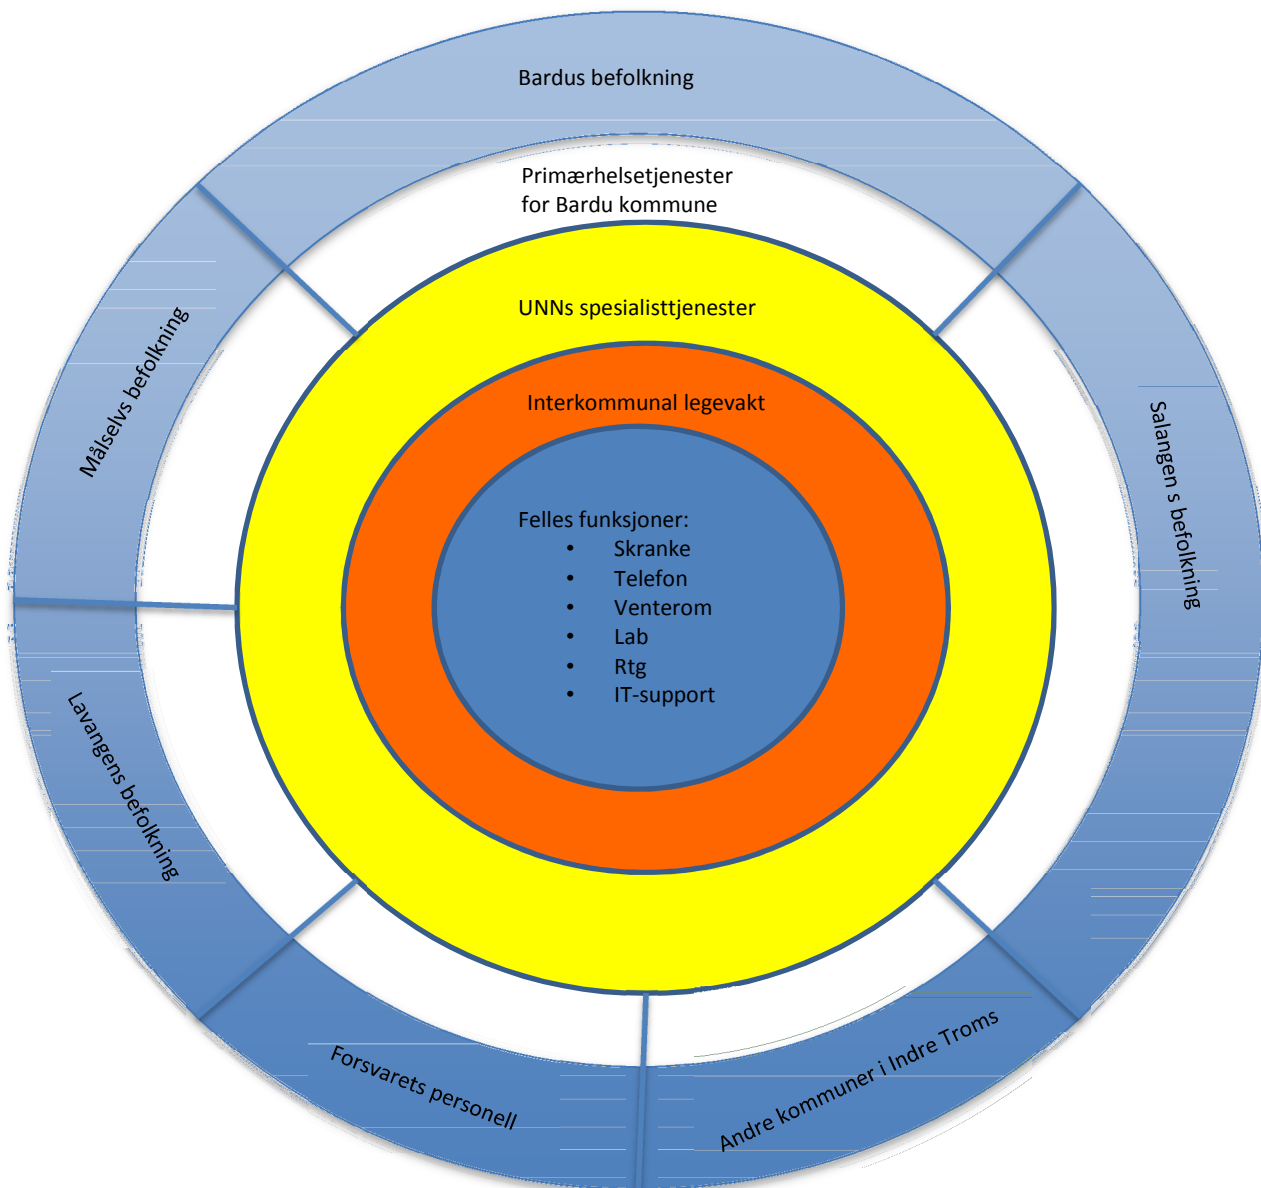 Bardus befolkning
Primærhelsetjenester
for Bardu kommune
UNNs spesialisttjenester
Interkommunal legevakt
Målselvs befolkning
Salangen s befolkning
Felles funksjoner:
• Skranke
• Telefon
• Venterom
• Lab
• Rtg
• IT-support
Lavangens befolkning
Forsvarets personell
Andre kommuner i Indre Troms